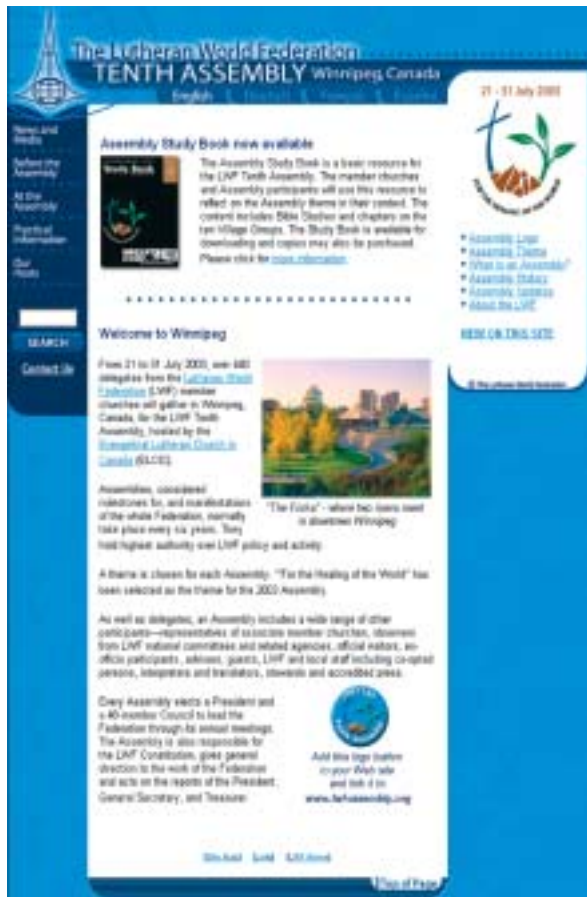 The Lutheran World Federation
TENTH ASSEMBLY Winnipeg, Canada
English
21 - 31 July 2003
FOR THE HEALING OF THE WORLD
News and
Media
Before the
Assembly
At the
Assembly
Practical
Information
Our
Hosts
SEARCH
Contact Us
Assembly Study Book now available
Study Book
The Assembly Study Book is a basic resource for
the LWF Tenth Assembly. The member churches
and Assembly participants will use this resource to
reflect on the Assembly theme in their context. The
content includes Bible Studies and chapters on the
ten Village Groups. The Study Book is available for
downloading and copies may also be purchased.
Please click for more information
Assembly Logo
Assembly Theme
What is an Assembly?
Assembly History
Assembly Updates
About the LWF
NEW ON THIS SITE
© The Lutheran World Federation
Welcome to Winnipeg
From 21 to 31 July 2003, over
delegates from the Lutheran World
Federation (LWF) member
churches will gather in Winnipeg,
Canada, for the LWF Tenth
Assembly, hosted by the
Evangelical Lutheran Church in
Canada (ELCIC).
"The Forks" - where two rivers meet
in downtown Winnipeg
Assemblies, considered
milestones for, and manifestations
of the whole Federation, normally
take place every six years. They
hold highest authority over LWF policy and activity.
A theme is chosen for each Assembly. "For the Healing of the World" has
been selected as the theme for the 2003 Assembly.
As well as delegates, an Assembly includes a wide range of other
participants—representatives of associate member churches, observers
from LWF national committees and related agencies, official visitors, ex-
officio participants, advisers, guests, LWF and local staff including co-opted
persons, interpreters and translators, stewards and accredited press.
Every Assembly elects a President and
a 48-member Council to lead the
Federation through its annual meetings.
The Assembly is also responsible for
the LWF Constitution, gives general
direction to the work of the Federation
and acts on the reports of the President,
General Secretary, and Treasurer.
Add this logo button
to your Web site
and link it to
www.lwf-assembly.org
Top of Page